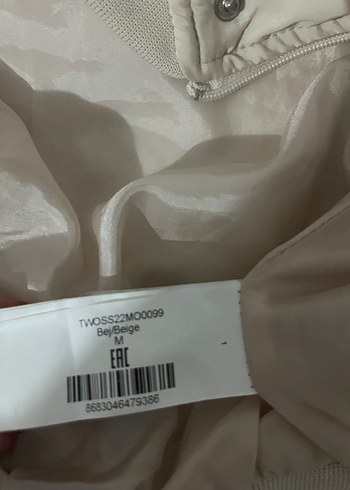 TWOSS22MO0099
Bej/Beige
M
EAC
8683046479386